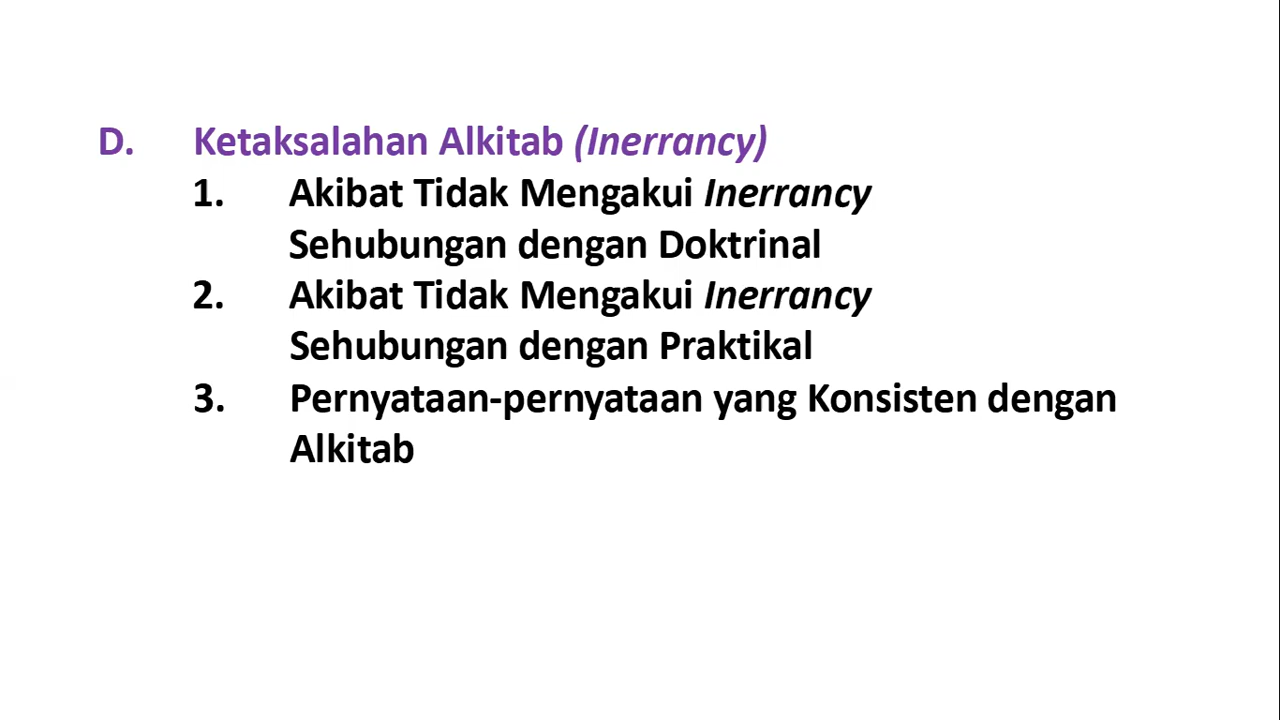 D. Ketaksalahan Alkitab (Inerrancy)
1. Akibat Tidak Mengakui Inerrancy
Sehubungan dengan Doktrinal
2. Akibat Tidak Mengakui Inerrancy
Sehubungan dengan Praktikal
3. Pernyataan-pernyataan yang Konsisten dengan
Alkitab